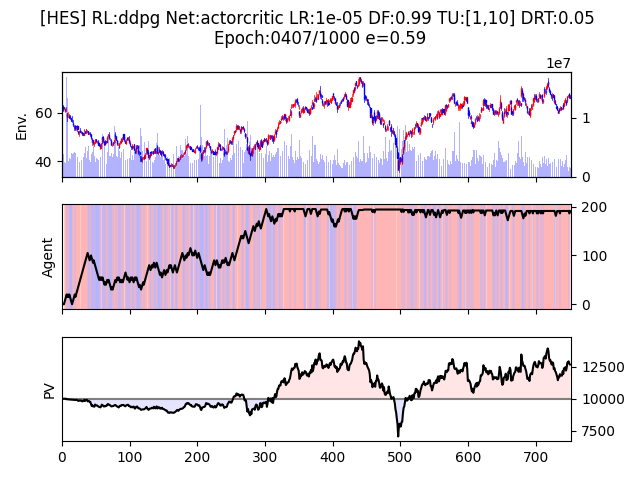 [HES] RL:ddpg Net:actorcritic LR:1e-05 DF:0.99 TU:[1,10] DRT:0.05
Epoch:0407/1000 e=0.59
1e7
Env.
60
40
1
0
Agent
200
100
0
PV
12500
10000
7500
0 100 200 300 400 500 600 700